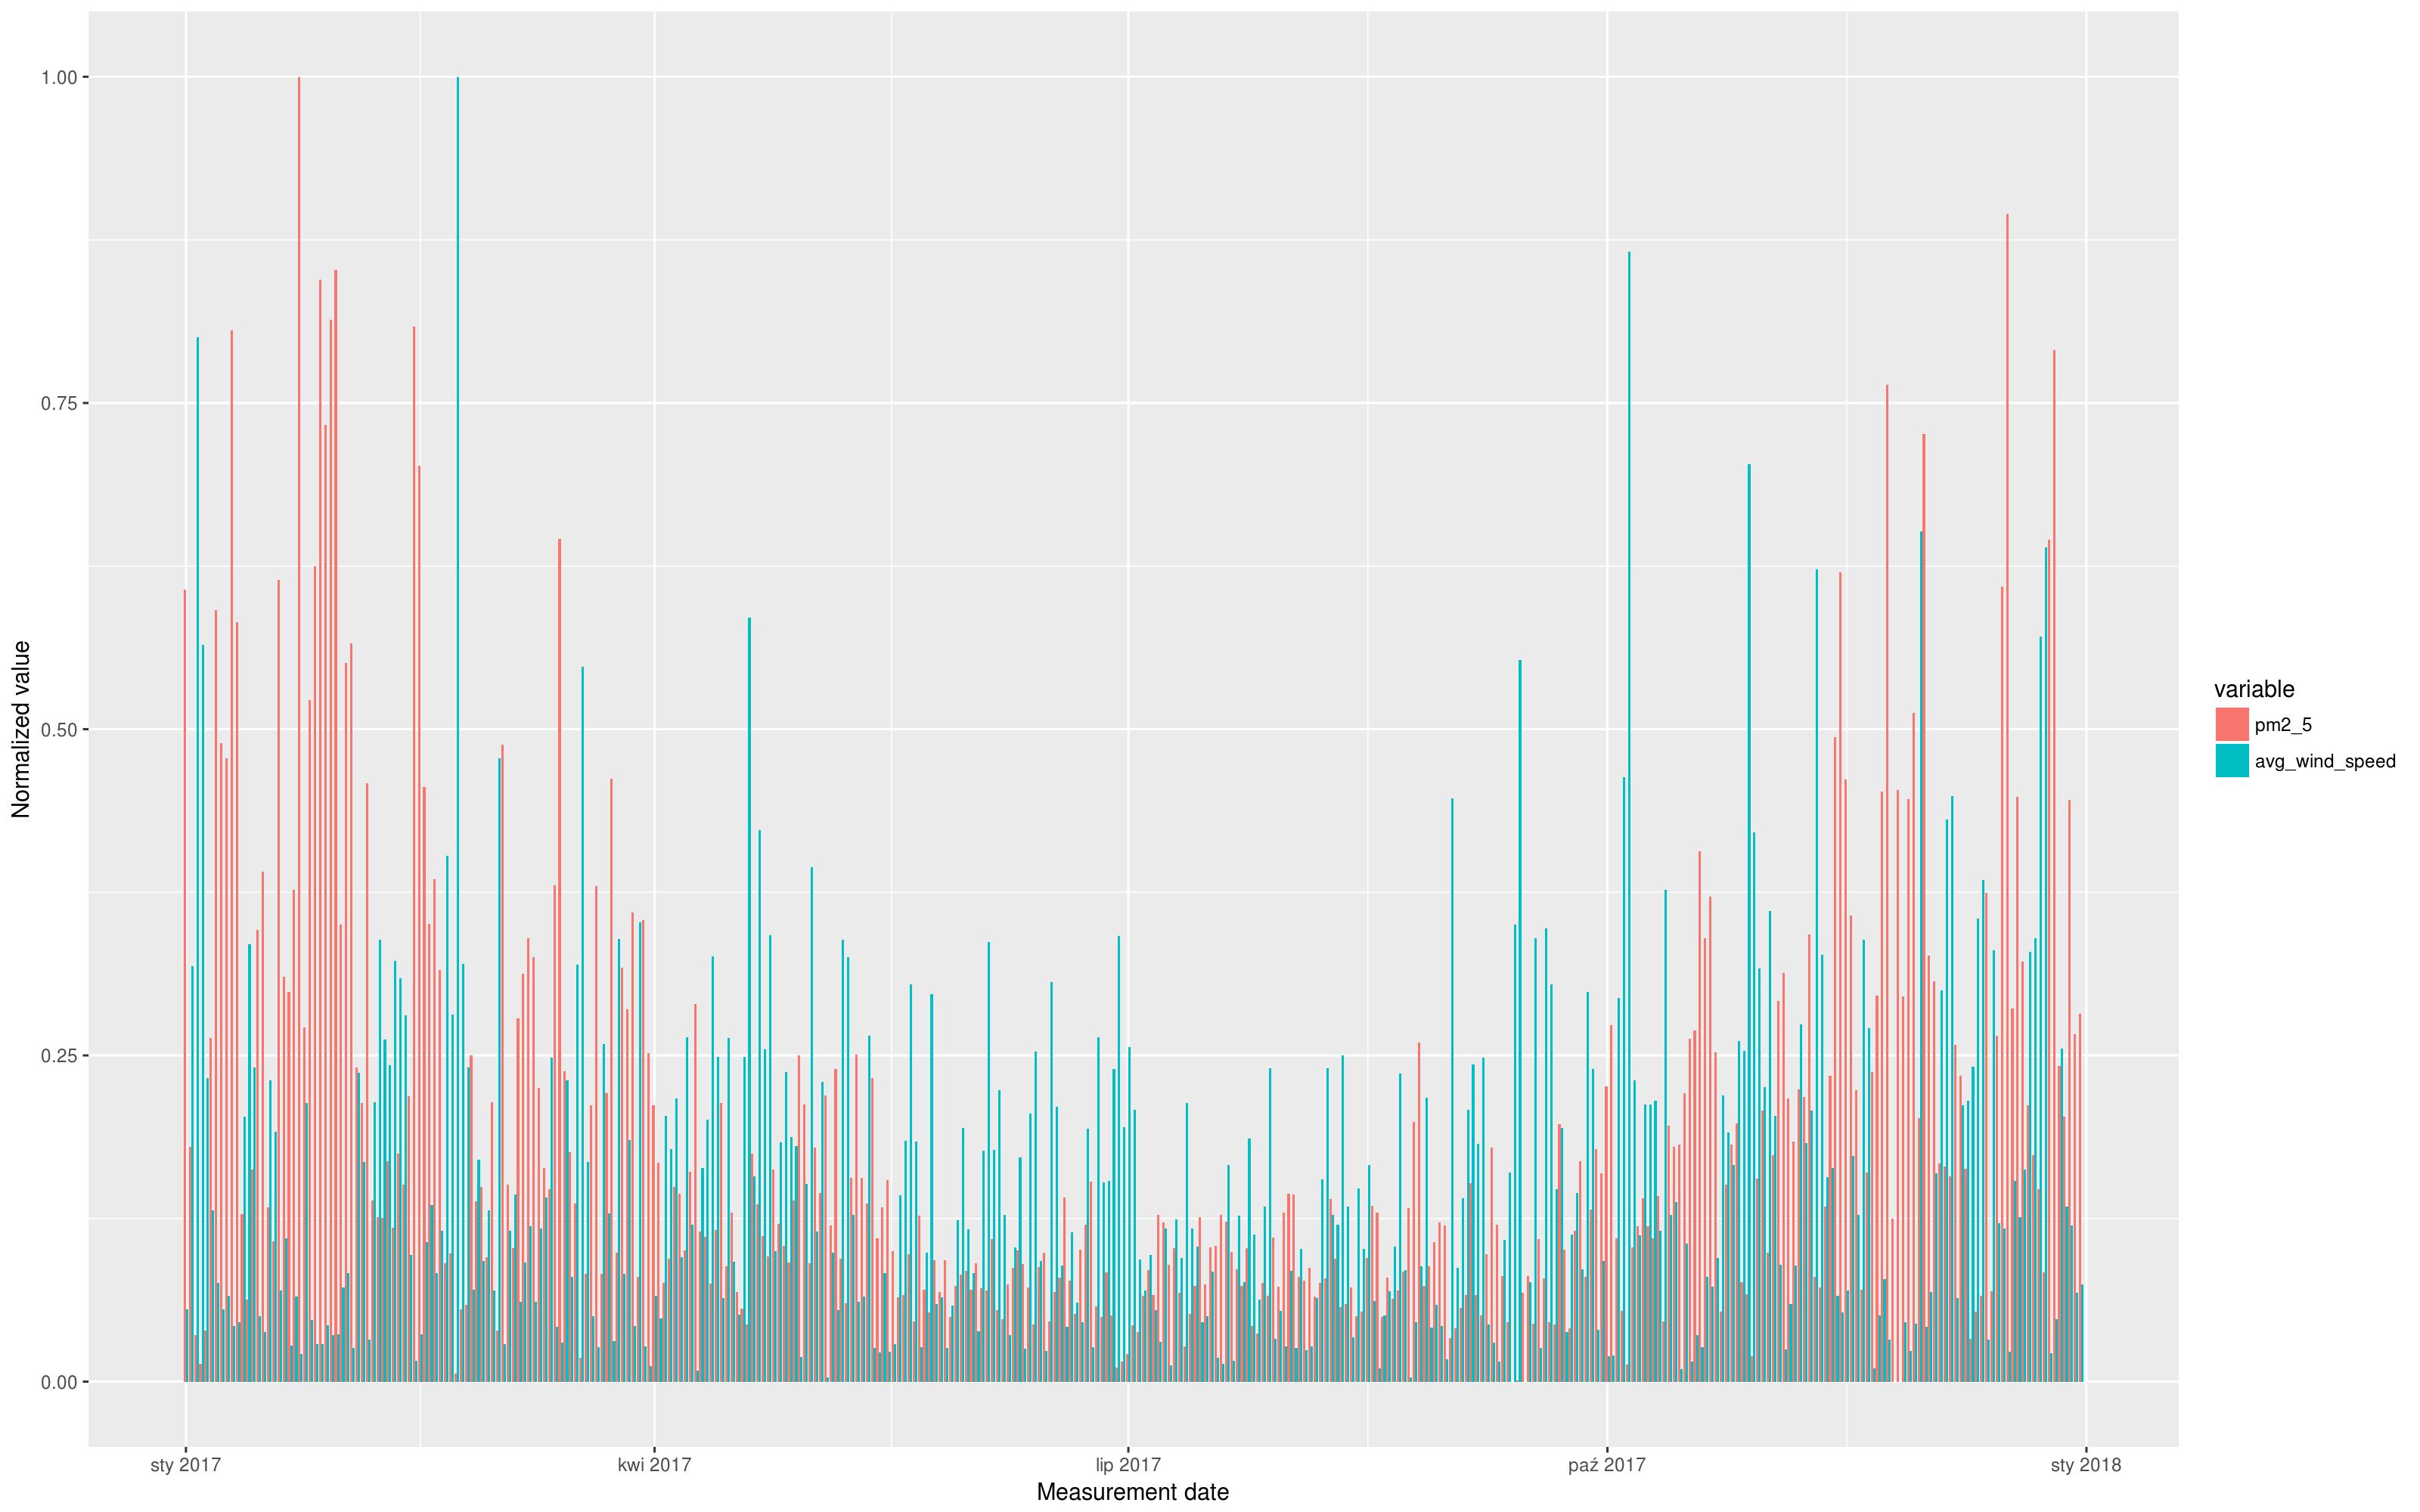 1.00
0.75
0.50
0.25
0.00
Normalized value
sty 2017
kwi 2017
lip 2017
paź 2017
sty 2018
Measurement date
variable
pm2_5
avg_wind_speed